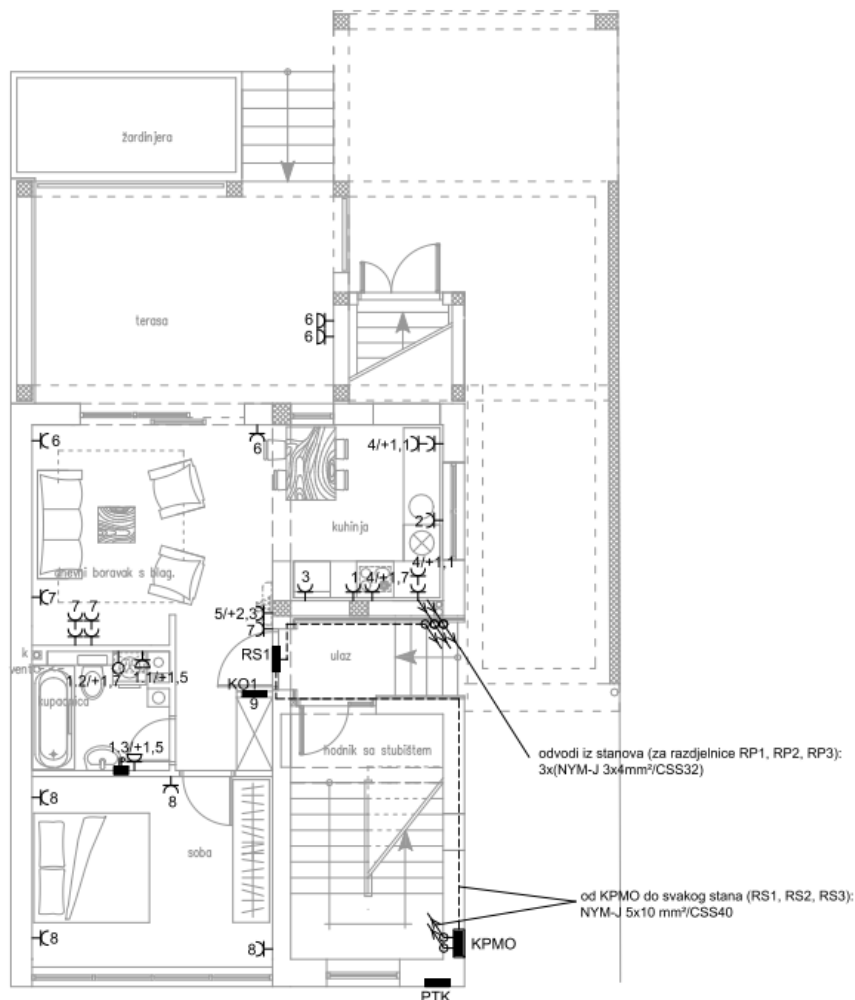 žardinjera
terasa
6
6
6
6
4/+1,1
kuhinja
2
dnevni boravak s blag.
4/+1,1
3
1
4/+1,7
7
7
7
5/+2,3
7
RS1
ulaz
k
vent
1.2/+1,7
1.1/+1,5
kupaonica
KO1
9
1.3/+1,5
hodnik sa stubištem
odvodi iz stanova (za razdjelnice RP1, RP2, RP3):
3x(NYM-J 3x4mm²/CSS32)
8
8
soba
od KPMO do svakog stana (RS1, RS2, RS3):
NYM-J 5x10 mm²/CSS40
8
8
KPMO
PTK